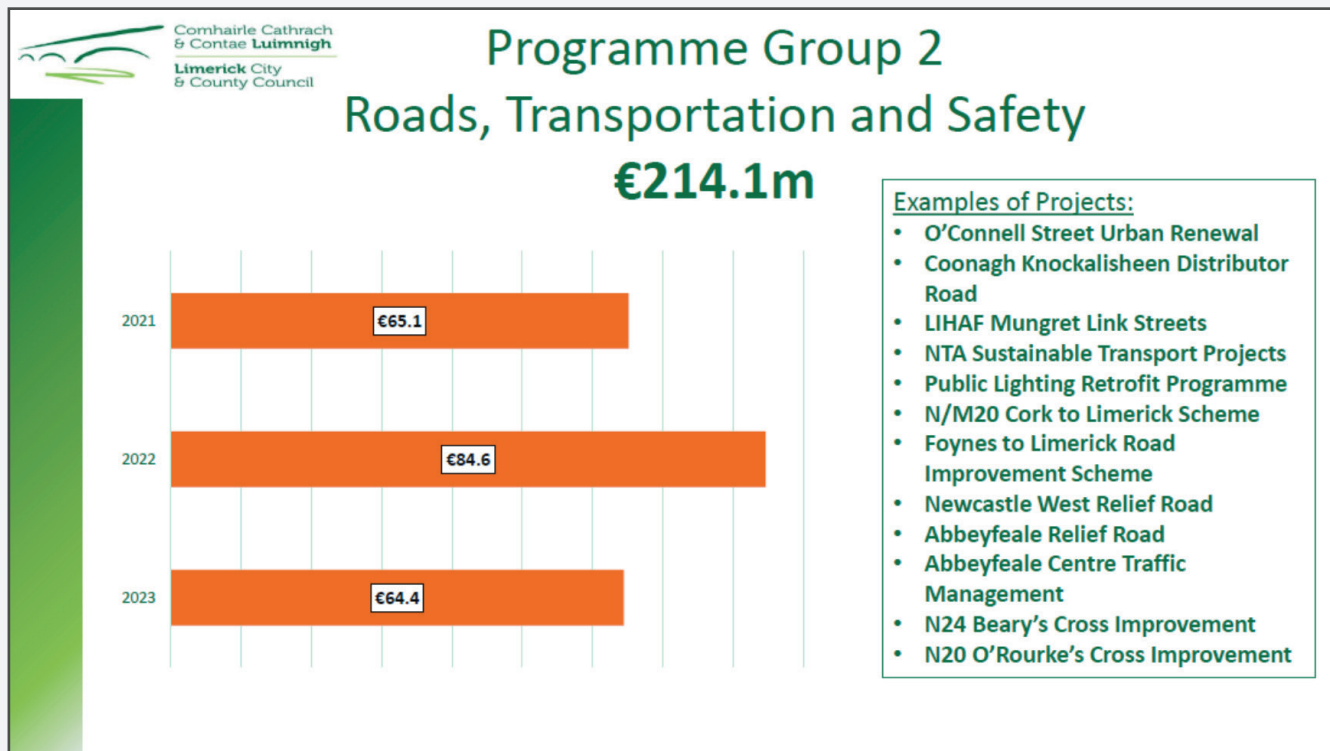 Comhairle Cathrach
& Contae Luimnigh
Limerick City
& County Council
Programme Group 2
Roads, Transportation and Safety
€214.1m
2021
€65.1
2022
€84.6
2023
€64.4
Examples of Projects:
• O'Connell Street Urban Renewal
• Coonagh Knockalisheen Distributor
Road
• LIHAF Mungret Link Streets
• NTA Sustainable Transport Projects
• Public Lighting Retrofit Programme
• N/M20 Cork to Limerick Scheme
• Foynes to Limerick Road
Improvement Scheme
• Newcastle West Relief Road
• Abbeyfeale Relief Road
• Abbeyfeale Centre Traffic
Management
• N24 Beary's Cross Improvement
• N20 O'Rourke's Cross Improvement